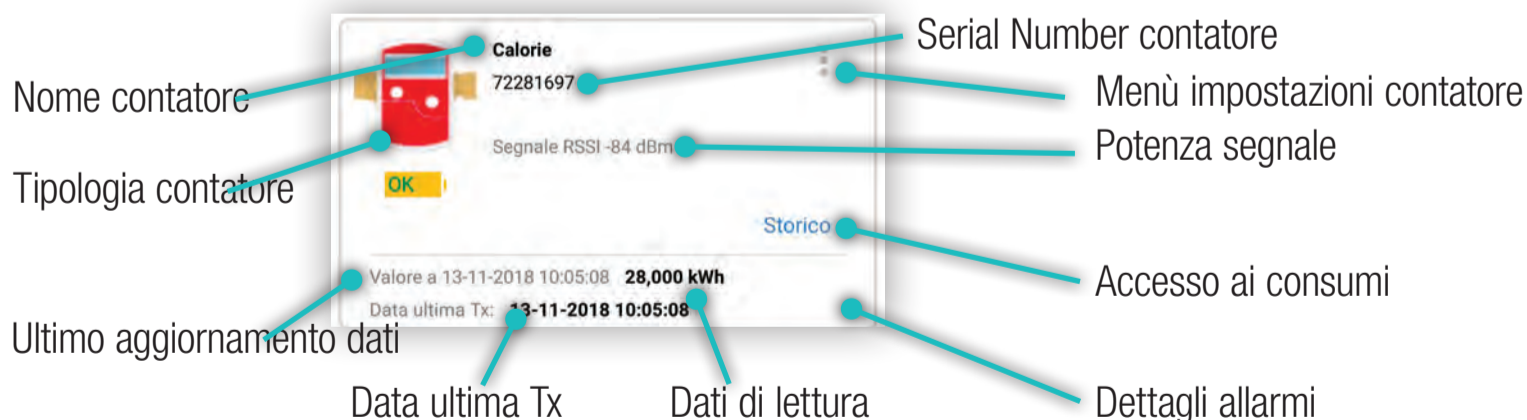 Serial Number contatore
Calorie
72281697
Nome contatore
Menù impostazioni contatore
Segnale RSSI -84 dBm
Potenza segnale
Tipologia contatore
OK
Storico
Valore a 13-11-2018 10:05:08 28,000 kWh
Accesso ai consumi
Data ultima Tx: 13-11-2018 10:05:08
Ultimo aggiornamento dati
Data ultima Tx
Dati di lettura
Dettagli allarmi